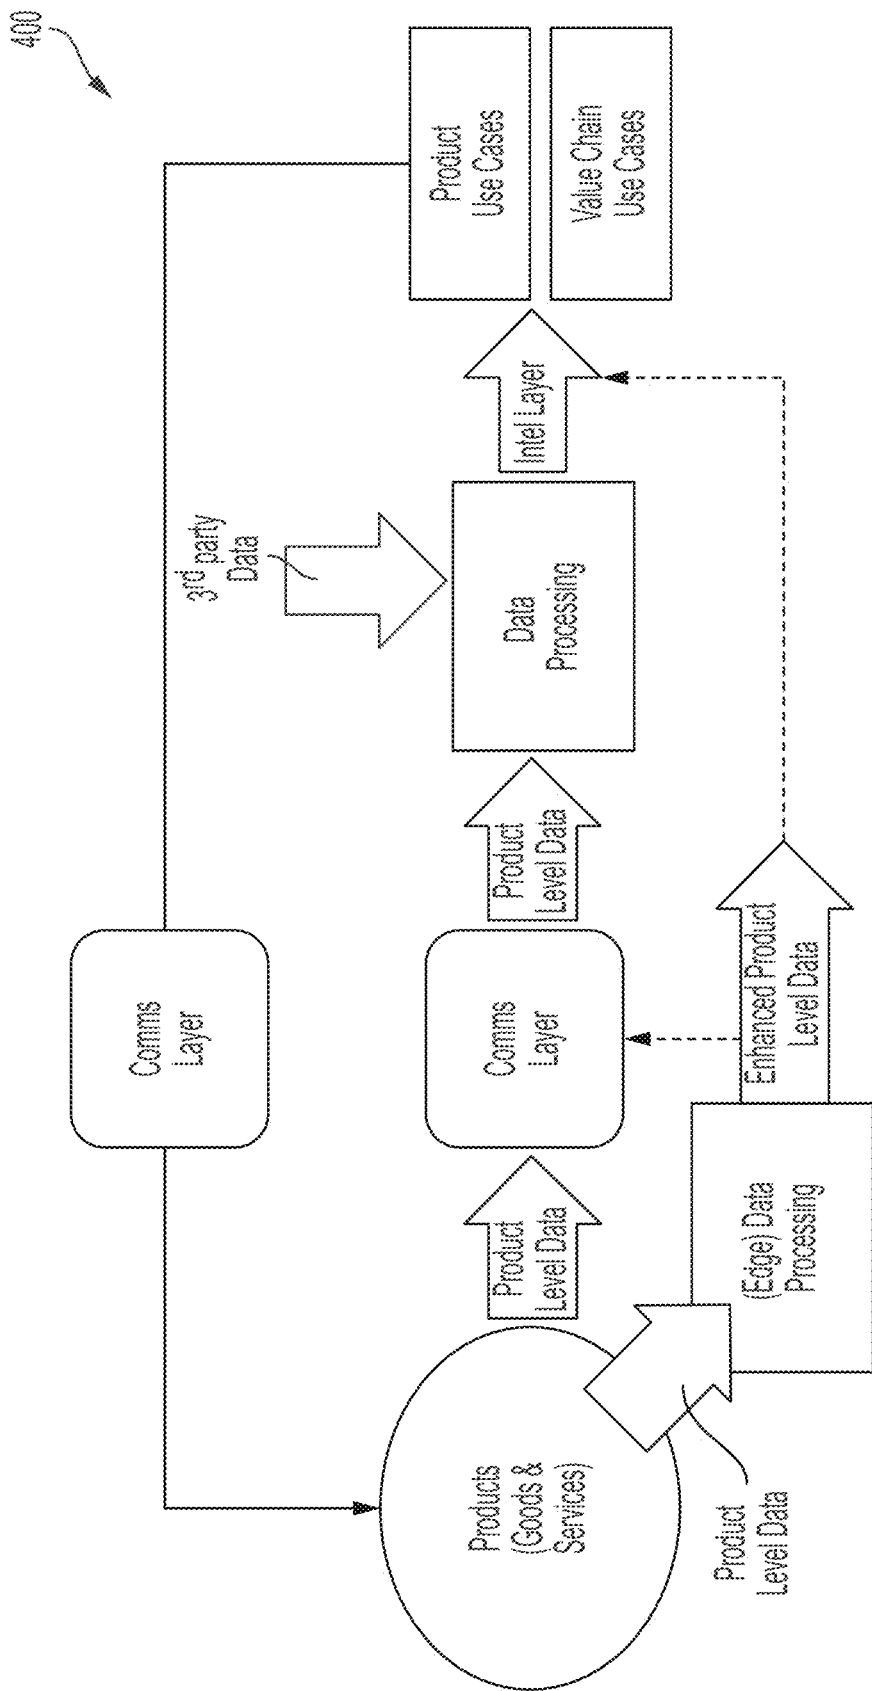 400
Product
Use Cases
Value Chain
Use Cases
Intel Layer
3rd party
Data
Data
Processing
Product
Level Data
Comms
Layer
Comms
Layer
Enhanced Product
Level Data
Product
Level Data
(Edge) Data
Processing
Products
(Goods &
Services)
Product
Level Data